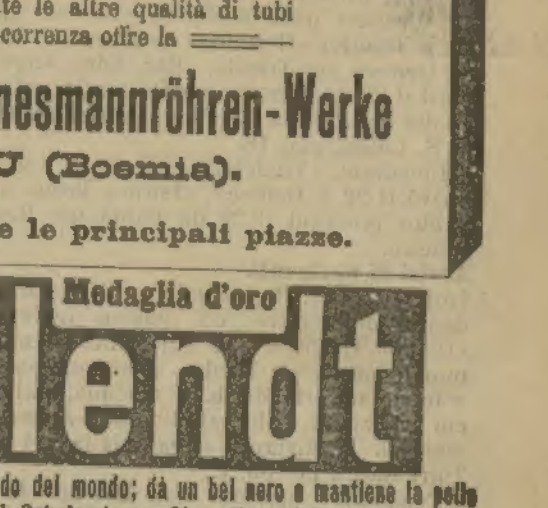 te le altre qualità di tubi
correnza offre la
nesmannröhren-Werke
U (Boemia).
e le principali piazze.
Medaglia d'oro
lendt
do del mondo; dà un bel nero e mantiene la pelle